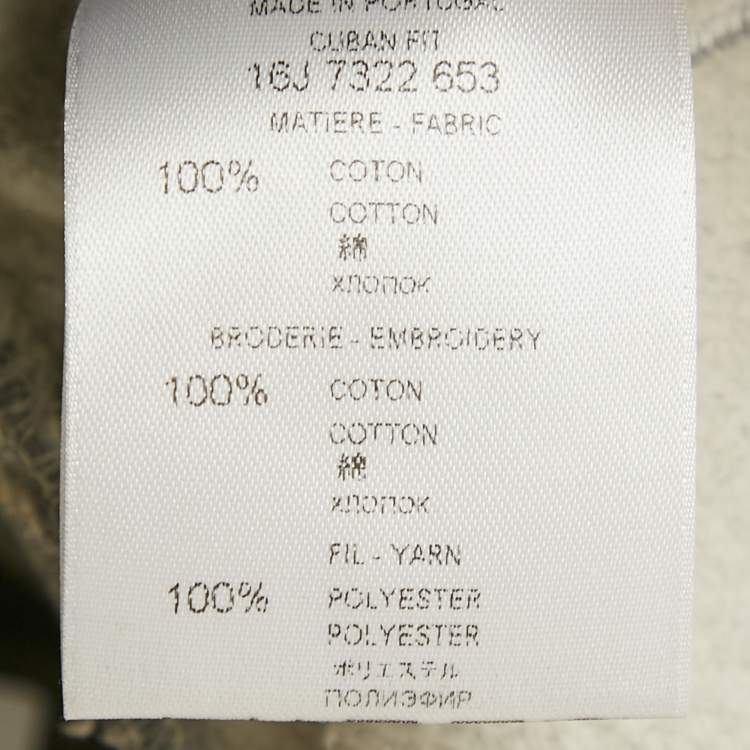 MADE IN PORTUGAL
CUBAN FIT
16J 7322 653
MATIERE - FABRIC
100% COTON
COTTON
綿
хлопок
BRODERIE - EMBROIDERY
100% COTON
COTTON
綿
хлопок
FIL - YARN
100% POLYESTER
POLYESTER
ポリエステル
ПОЛИЭФИР